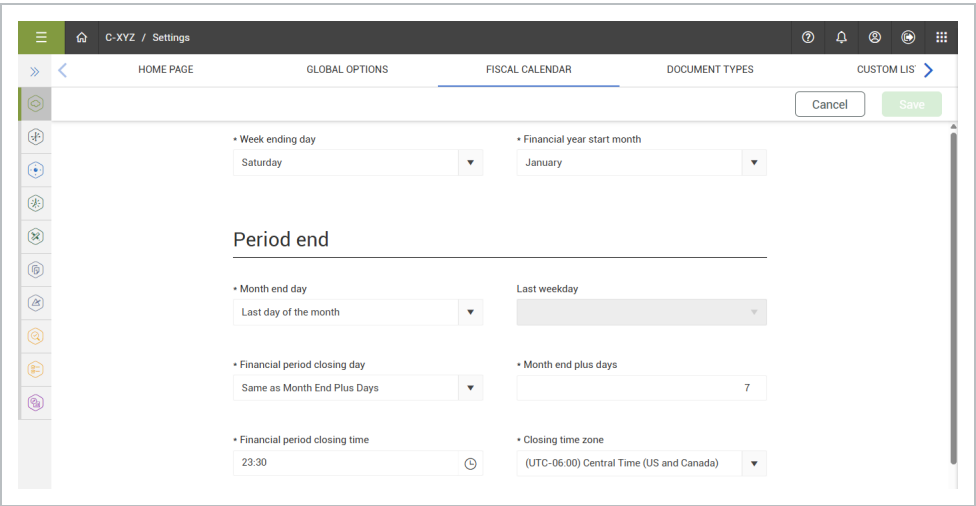 C-XYZ / Settings
HOME PAGE GLOBAL OPTIONS FISCAL CALENDAR DOCUMENT TYPES CUSTOM LIS
Cancel Save
* Week ending day * Financial year start month
Saturday January
Period end
* Month end day Last weekday
Last day of the month
* Financial period closing day * Month end plus days
Same as Month End Plus Days 7
* Financial period closing time * Closing time zone
23:30 (UTC-06:00) Central Time (US and Canada)